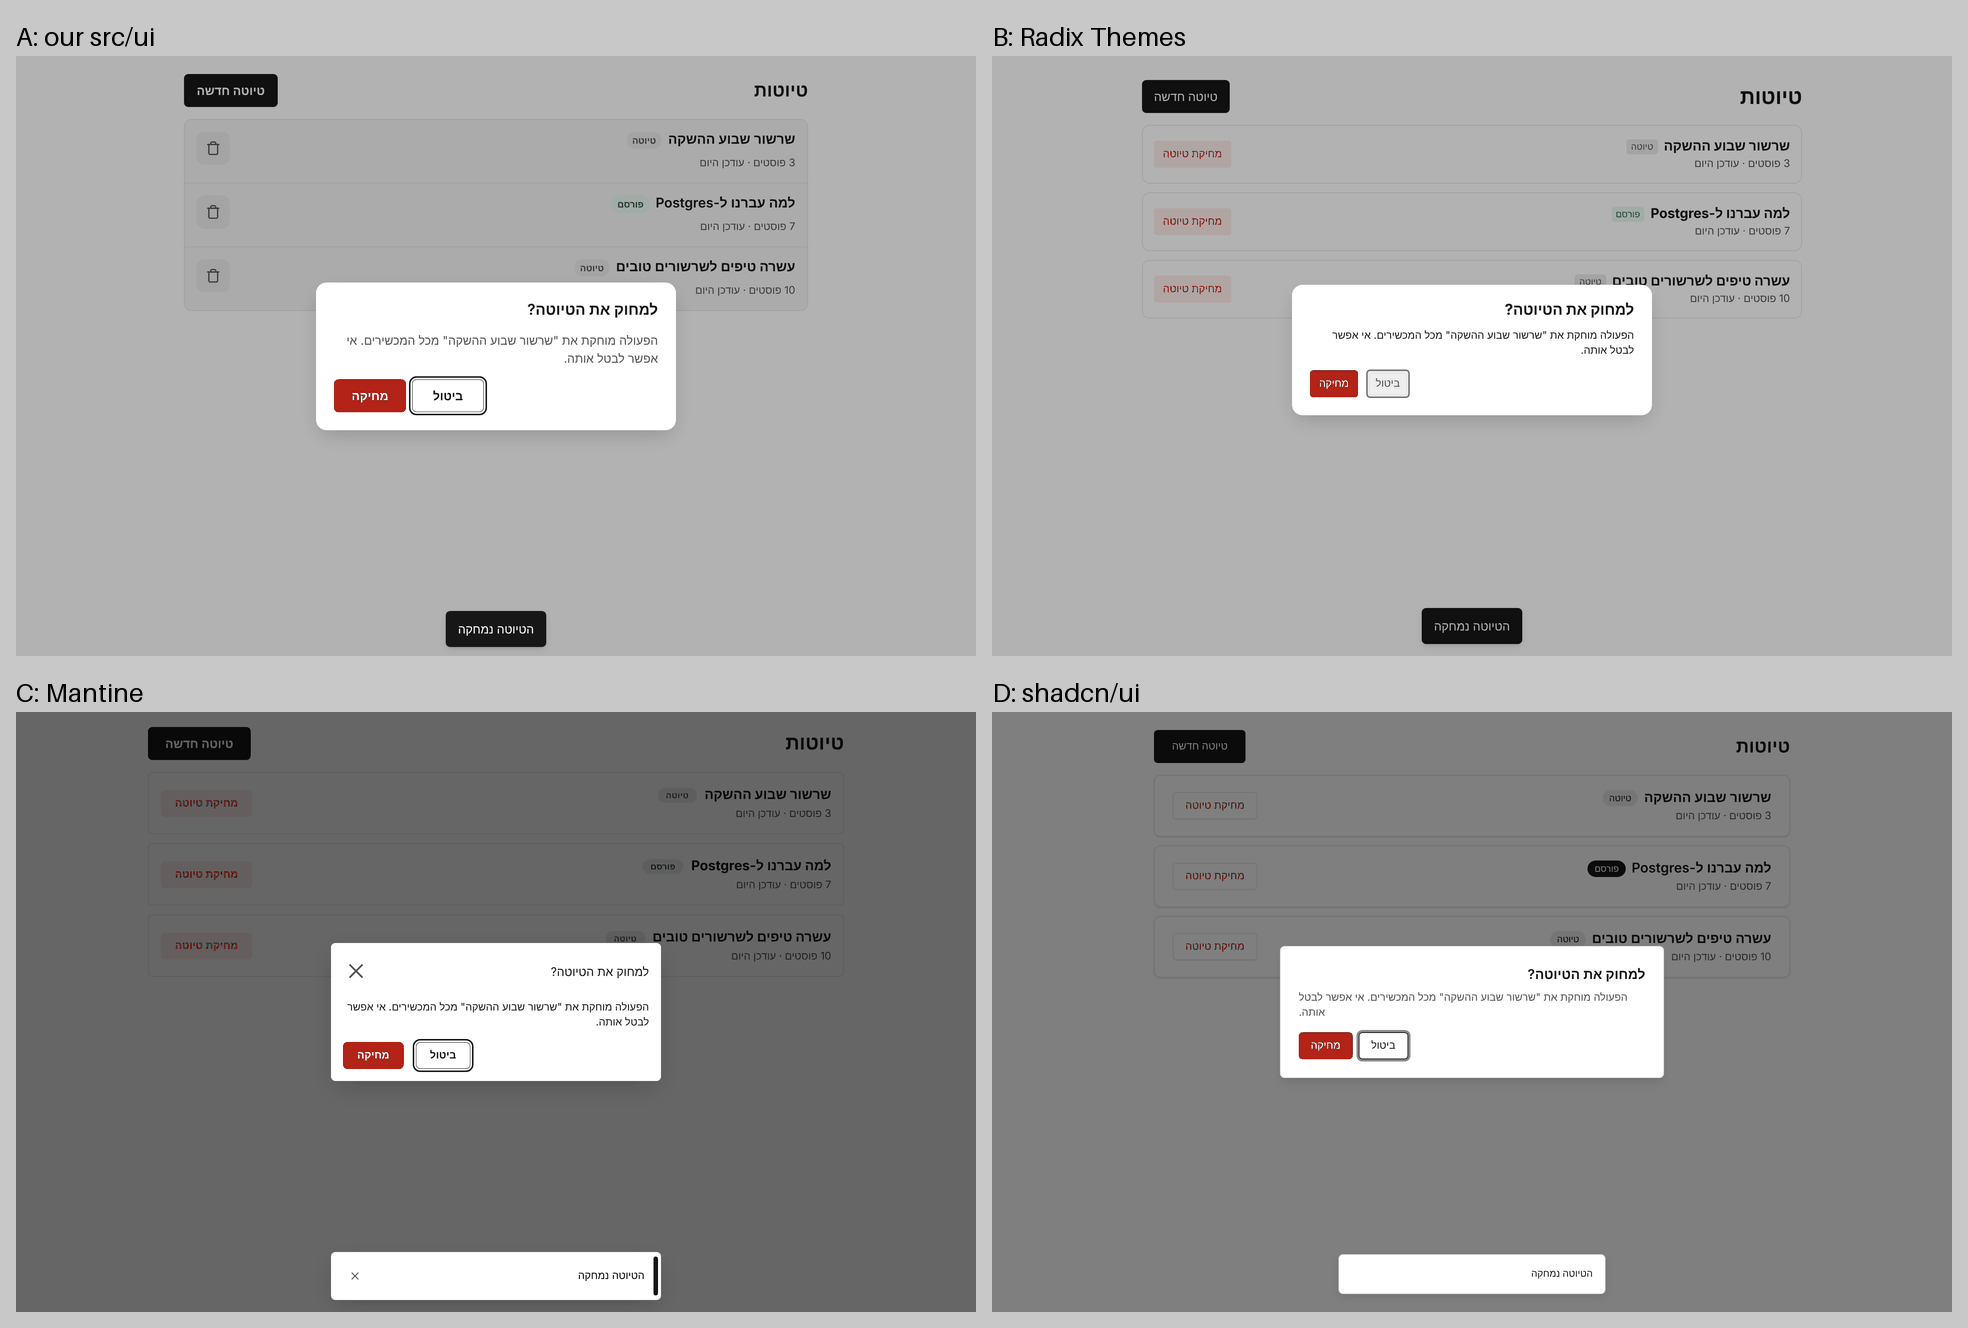 A: our src/ui
טיוטות
טיוטה חדשה
שרשור שבוע ההשקה
טיוטה
3 פוסטים · עודכן היום
למה עברנו ל-Postgres
פורסם
7 פוסטים · עודכן היום
עשרה טיפים לשרשורים טובים
טיוטה
10 פוסטים · עודכן היום
למחוק את הטיוטה?
הפעולה מוחקת את "שרשור שבוע ההשקה" מכל המכשירים. אי
אפשר לבטל אותה.
ביטול
מחיקה
הטיוטה נמחקה
B: Radix Themes
טיוטות
טיוטה חדשה
שרשור שבוע ההשקה
טיוטה
3 פוסטים · עודכן היום
מחיקת טיוטה
למה עברנו ל-Postgres
פורסם
7 פוסטים · עודכן היום
מחיקת טיוטה
עשרה טיפים לשרשורים טובים
טיוטה
10 פוסטים · עודכן היום
מחיקת טיוטה
למחוק את הטיוטה?
הפעולה מוחקת את "שרשור שבוע ההשקה" מכל המכשירים. אי אפשר
לבטל אותה.
ביטול
מחיקה
הטיוטה נמחקה
C: Mantine
טיוטות
טיוטה חדשה
שרשור שבוע ההשקה
טיוטה
3 פוסטים · עודכן היום
מחיקת טיוטה
למה עברנו ל-Postgres
פורסם
7 פוסטים · עודכן היום
מחיקת טיוטה
עשרה טיפים לשרשורים טובים
טיוטה
10 פוסטים · עודכן היום
מחיקת טיוטה
למחוק את הטיוטה?
הפעולה מוחקת את "שרשור שבוע ההשקה" מכל המכשירים. אי אפשר
לבטל אותה.
ביטול
מחיקה
הטיוטה נמחקה
D: shadcn/ui
טיוטות
טיוטה חדשה
שרשור שבוע ההשקה
טיוטה
3 פוסטים · עודכן היום
מחיקת טיוטה
למה עברנו ל-Postgres
פורסם
7 פוסטים · עודכן היום
מחיקת טיוטה
עשרה טיפים לשרשורים טובים
טיוטה
10 פוסטים · עודכן היום
מחיקת טיוטה
למחוק את הטיוטה?
הפעולה מוחקת את "שרשור שבוע ההשקה" מכל המכשירים. אי אפשר לבטל
אותה.
ביטול
מחיקה
הטיוטה נמחקה